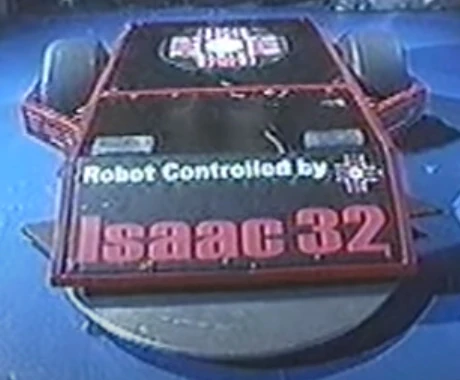 Robot Controlled by
Isaac 32